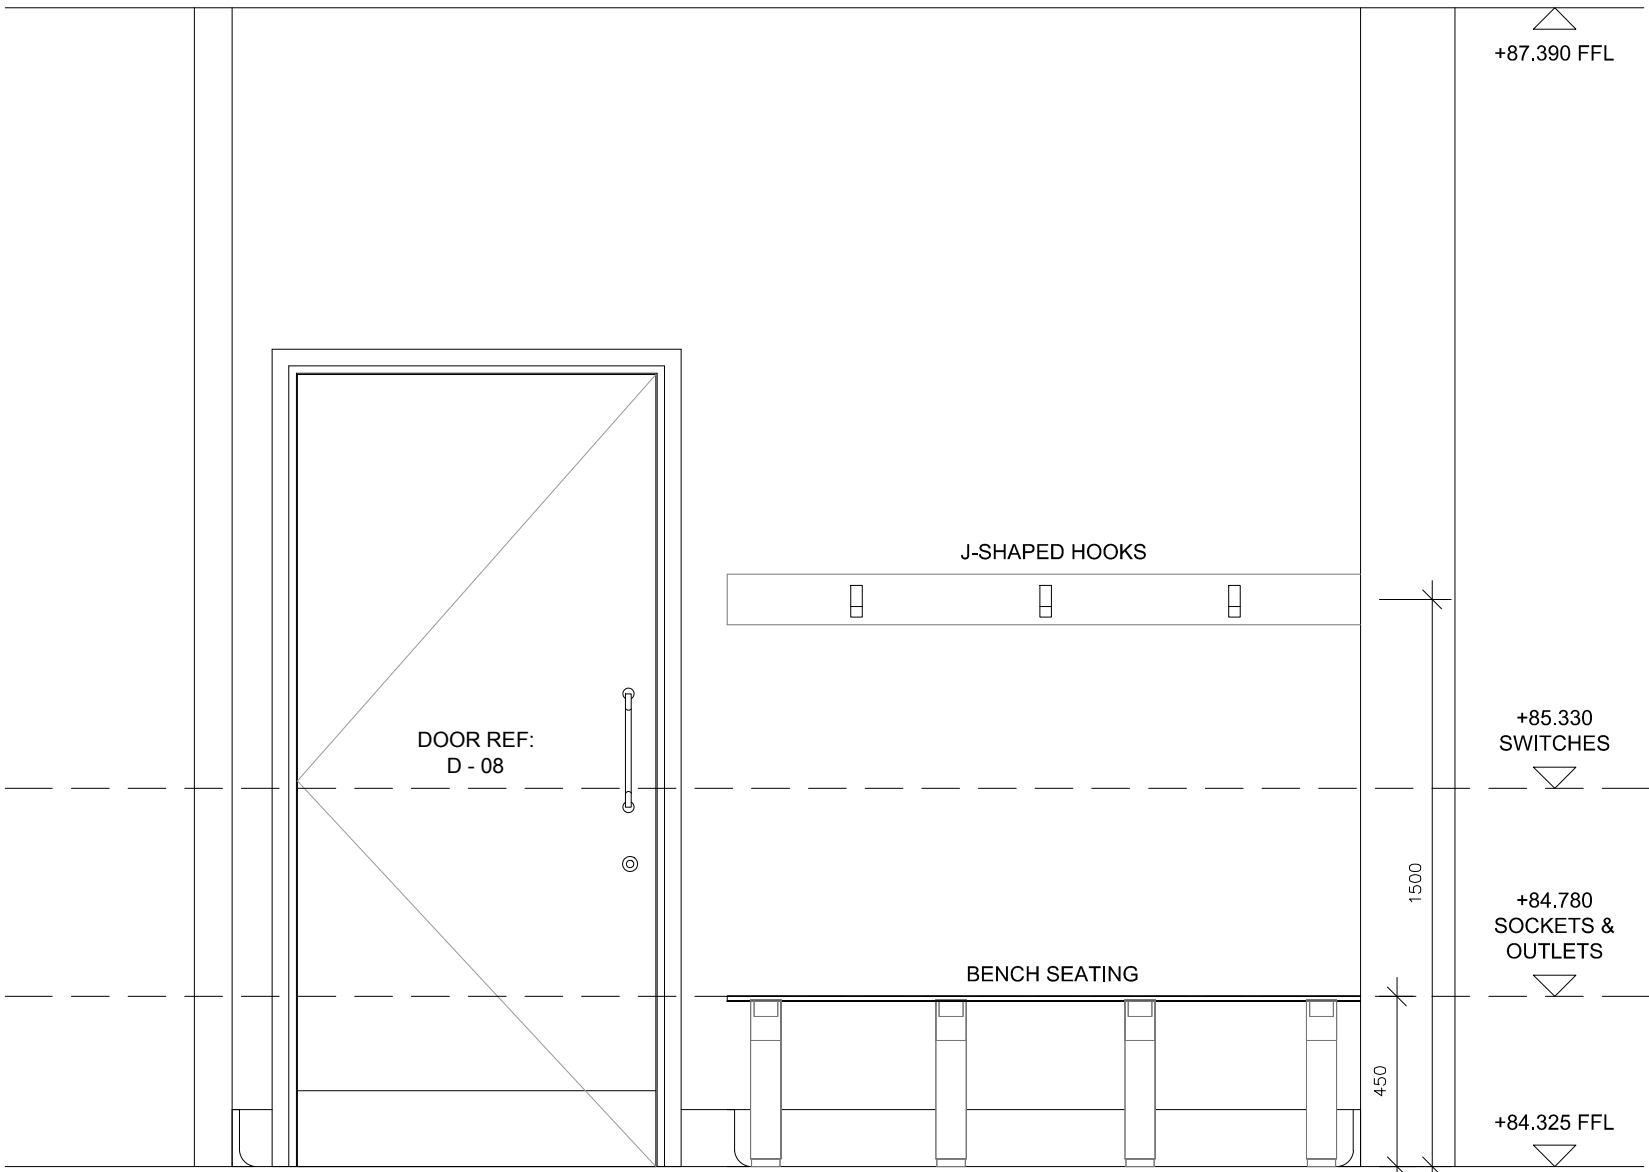 +87.390 FFL
J-SHAPED HOOKS
+85.330
SWITCHES
DOOR REF:
D - 08
1500
+84.780
SOCKETS &
OUTLETS
BENCH SEATING
450
+84.325 FFL